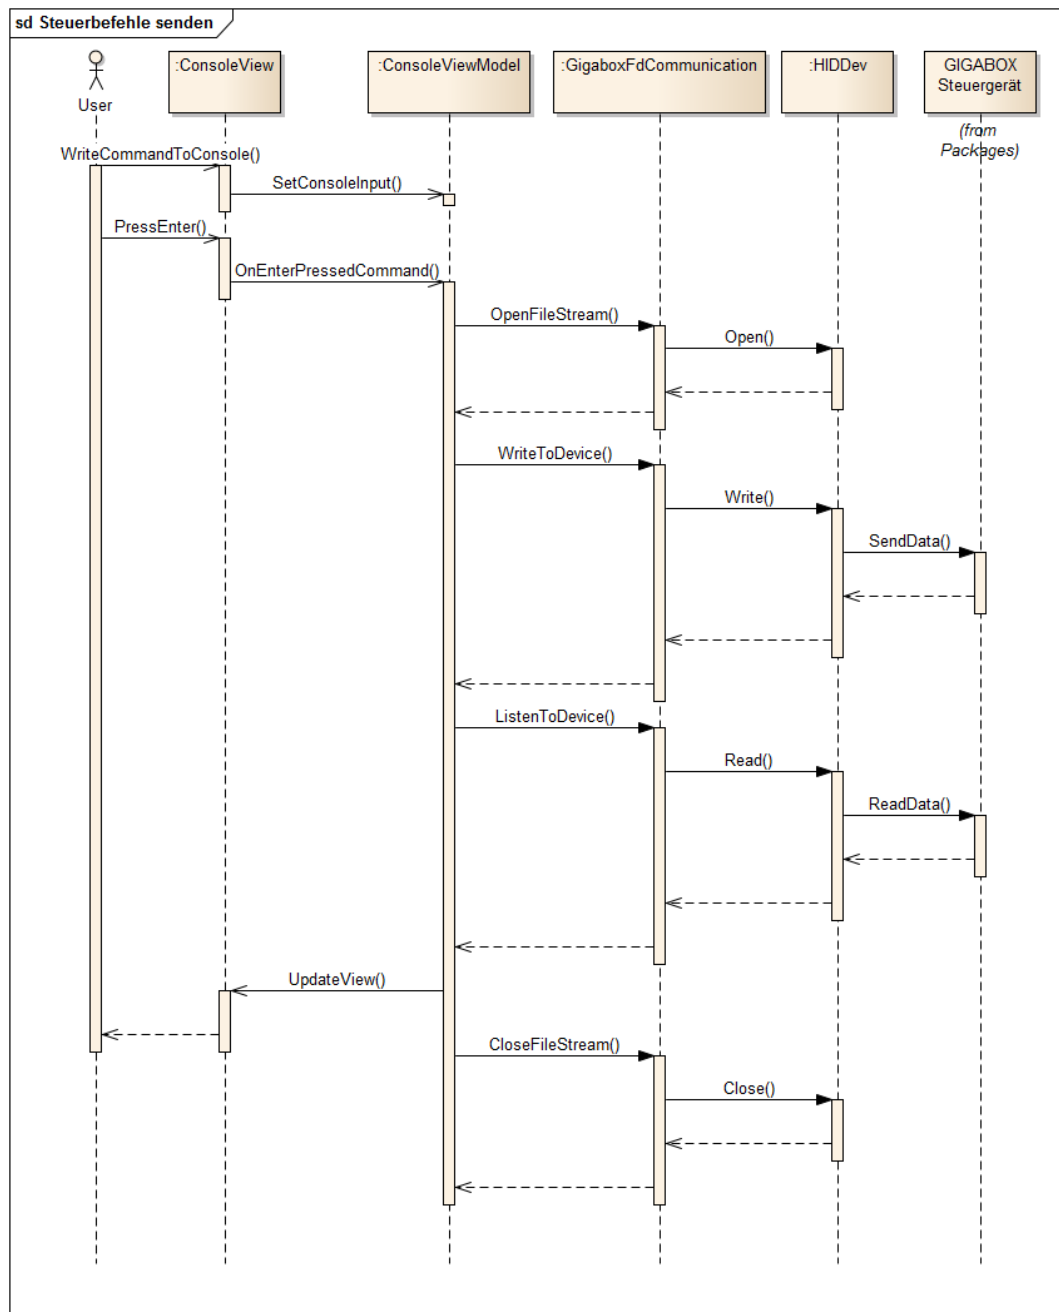 sd Steuerbefehle senden
User
:ConsoleView
:ConsoleViewModel
:GigaboxFdCommunication
:HIDDev
GIGABOX
Steuergerät
(from
Packages)
WriteCommandToConsole()
SetConsoleInput()
PressEnter()
OnEnterPressedCommand()
OpenFileStream()
Open()
WriteToDevice()
Write()
SendData()
ListenToDevice()
Read()
ReadData()
UpdateView()
CloseFileStream()
Close()